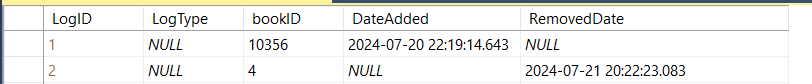 LogID LogType bookID DateAdded RemovedDate
1 NULL 10356 2024-07-20 22:19:14.643 NULL
2 NULL 4 NULL 2024-07-21 20:22:23.083